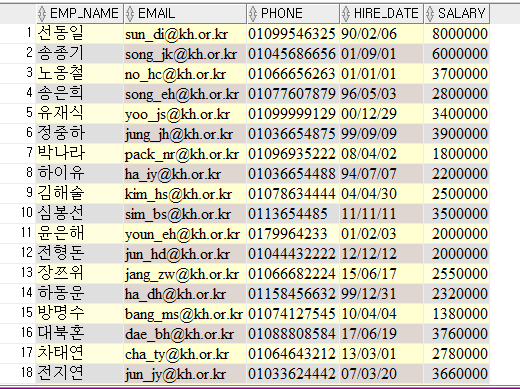 EMP_NAME EMAIL PHONE HIRE_DATE SALARY
1 선동일 sun_di@kh.or.kr 01099546325 90/02/06 8000000
2 송종기 song_jk@kh.or.kr 01045686656 01/09/01 6000000
3 노옹철 no_hc@kh.or.kr 01066656263 01/01/01 3700000
4 송은희 song_eh@kh.or.kr 01077607879 96/05/03 2800000
5 유재식 yoo_js@kh.or.kr 01099999129 00/12/29 3400000
6 정중하 jung_jh@kh.or.kr 01036654875 99/09/09 3900000
7 박나라 pack_nr@kh.or.kr 01096935222 08/04/02 1800000
8 하이유 ha_iy@kh.or.kr 01036654488 94/07/07 2200000
9 김해술 kim_hs@kh.or.kr 01078634444 04/04/30 2500000
10 심봉선 sim_bs@kh.or.kr 0113654485 11/11/11 3500000
11 윤은해 youn_eh@kh.or.kr 0179964233 01/02/03 2000000
12 전형돈 jun_hd@kh.or.kr 01044432222 12/12/12 2000000
13 장쯔위 jang_zw@kh.or.kr 01066682224 15/06/17 2550000
14 하동운 ha_dh@kh.or.kr 01158456632 99/12/31 2320000
15 방명수 bang_ms@kh.or.kr 01074127545 10/04/04 1380000
16 대북혼 dae_bh@kh.or.kr 01088808584 17/06/19 3760000
17 차태연 cha_ty@kh.or.kr 01064643212 13/03/01 2780000
18 전지연 jun_jy@kh.or.kr 01033624442 07/03/20 3660000